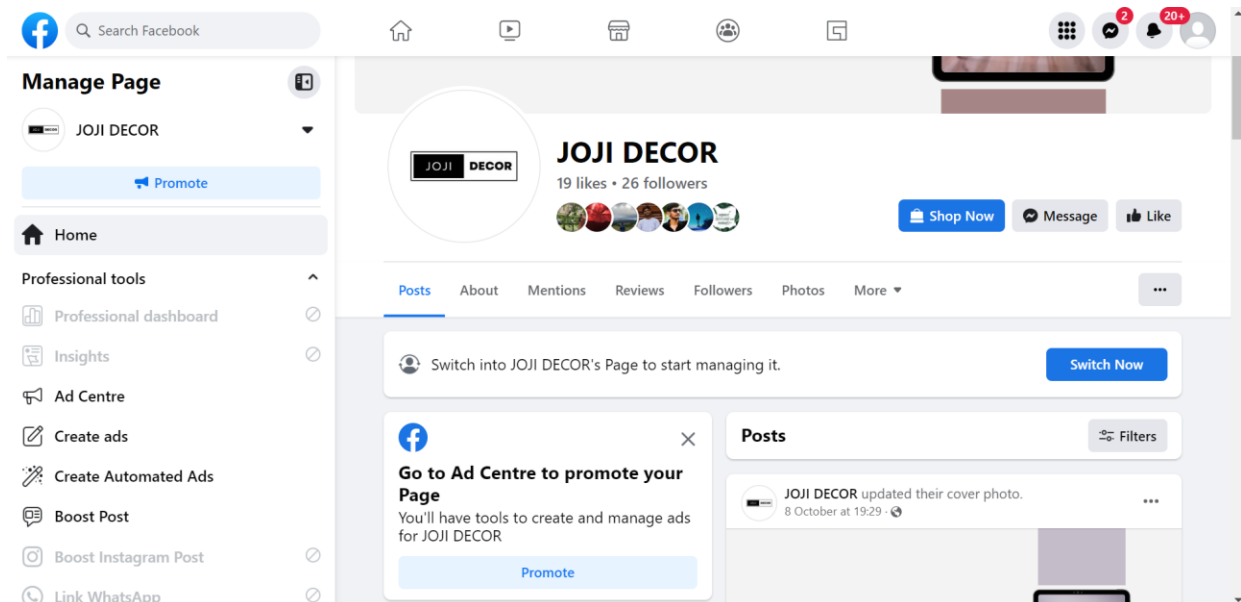 Search Facebook
2
20+
Manage Page
JOJI DECOR
Promote
Home
Professional tools
Professional dashboard
Insights
Ad Centre
Create ads
Create Automated Ads
Boost Post
Boost Instagram Post
Link WhatsApp
JOJI DECOR
JOJI DECOR
19 likes • 26 followers
Shop Now
Message
Like
Posts
About
Mentions
Reviews
Followers
Photos
More
Switch into JOJI DECOR's Page to start managing it.
Switch Now
Go to Ad Centre to promote your
Page
You'll have tools to create and manage ads
for JOJI DECOR
Promote
Posts
Filters
JOJI DECOR updated their cover photo.
8 October at 19:29 ·